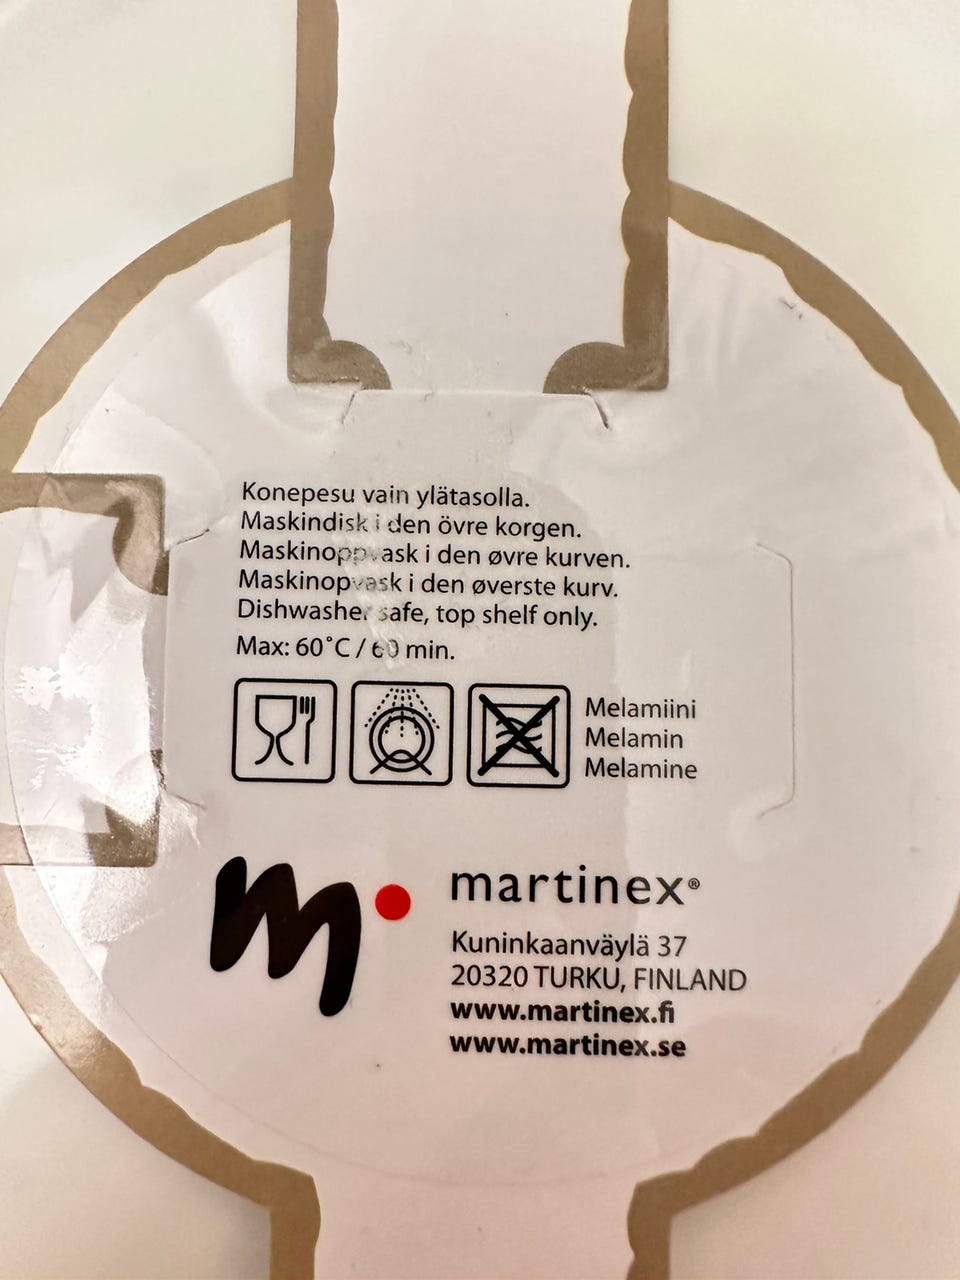 Konepesu vain ylätasolla.
Maskindisk i den övre korgen.
Maskinoppvask i den øvre kurven.
Maskinopvask i den øverste kurv.
Dishwasher safe, top shelf only.
Max: 60°C / 60 min.
Melamiini
Melamin
Melamine
martinex®
Kuninkaanväylä 37
20320 TURKU, FINLAND
www.martinex.fi
www.martinex.se